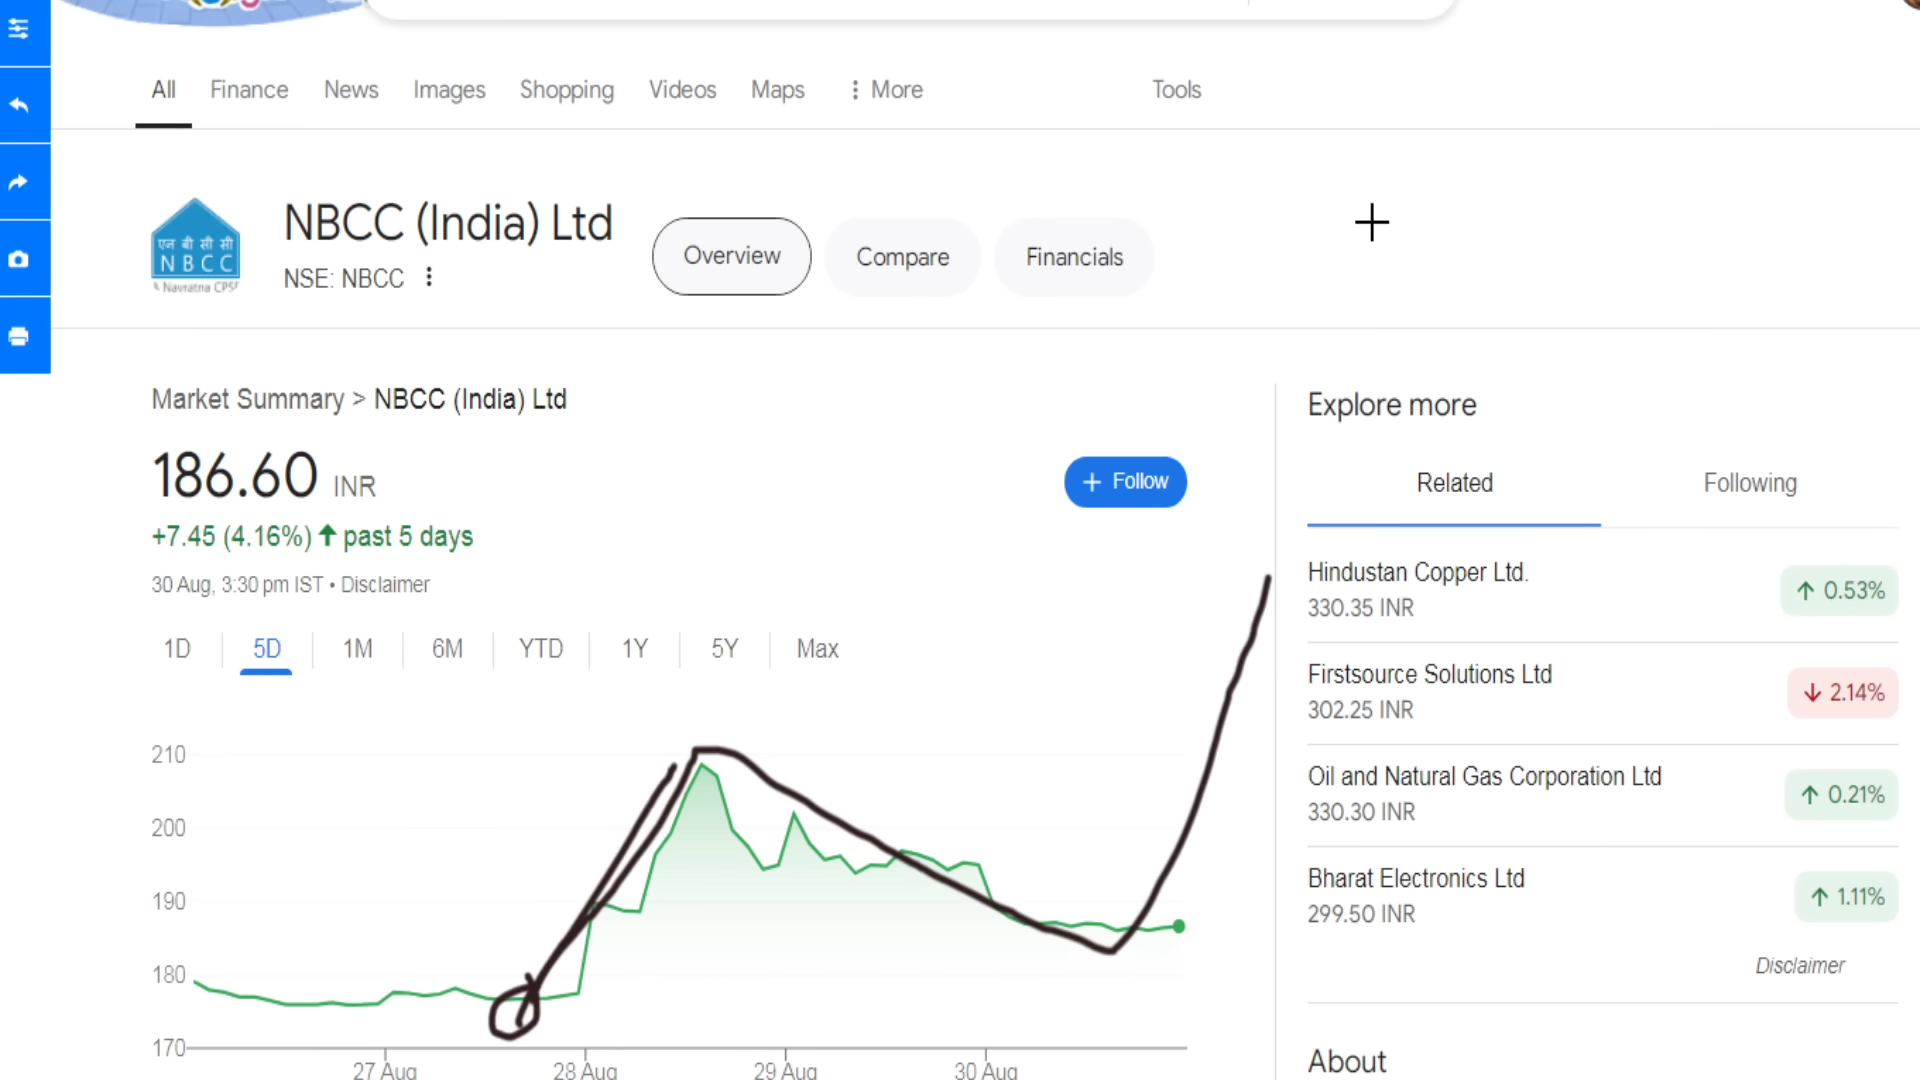 All Finance News Images Shopping Videos Maps More Tools
एन बी सी सी
NBCC
NBCC (India) Ltd
NSE: NBCC
Overview Compare Financials
Market Summary > NBCC (India) Ltd
186.60 INR
+ Follow
+7.45 (4.16%) ↑ past 5 days
30 Aug, 3:30 pm IST • Disclaimer
1D 5D 1M 6M YTD 1Y 5Y Max
210
200
190
180
170
27 Aug 28 Aug 29 Aug 30 Aug
Explore more
Related Following
Hindustan Copper Ltd.
330.35 INR
↑ 0.53%
Firstsource Solutions Ltd
302.25 INR
↓ 2.14%
Oil and Natural Gas Corporation Ltd
330.30 INR
↑ 0.21%
Bharat Electronics Ltd
299.50 INR
↑ 1.11%
Disclaimer
About